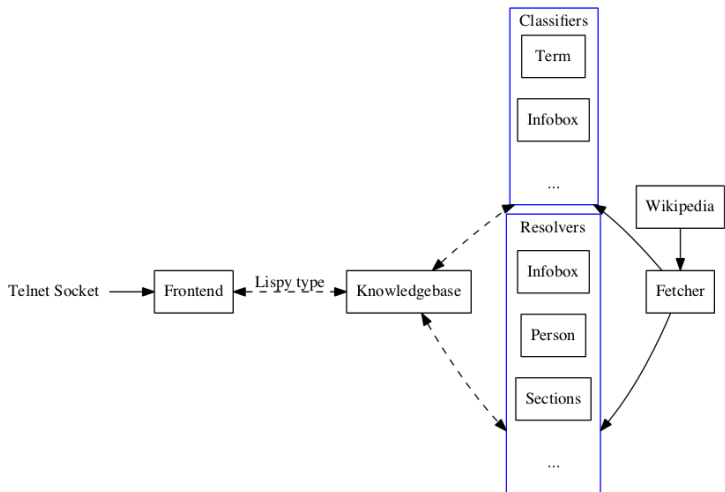 Classifiers
Term
Infobox
...
Wikipedia
Resolvers
Infobox
Telnet Socket
Frontend
Lispy type
Knowledgebase
Fetcher
Person
Sections
...